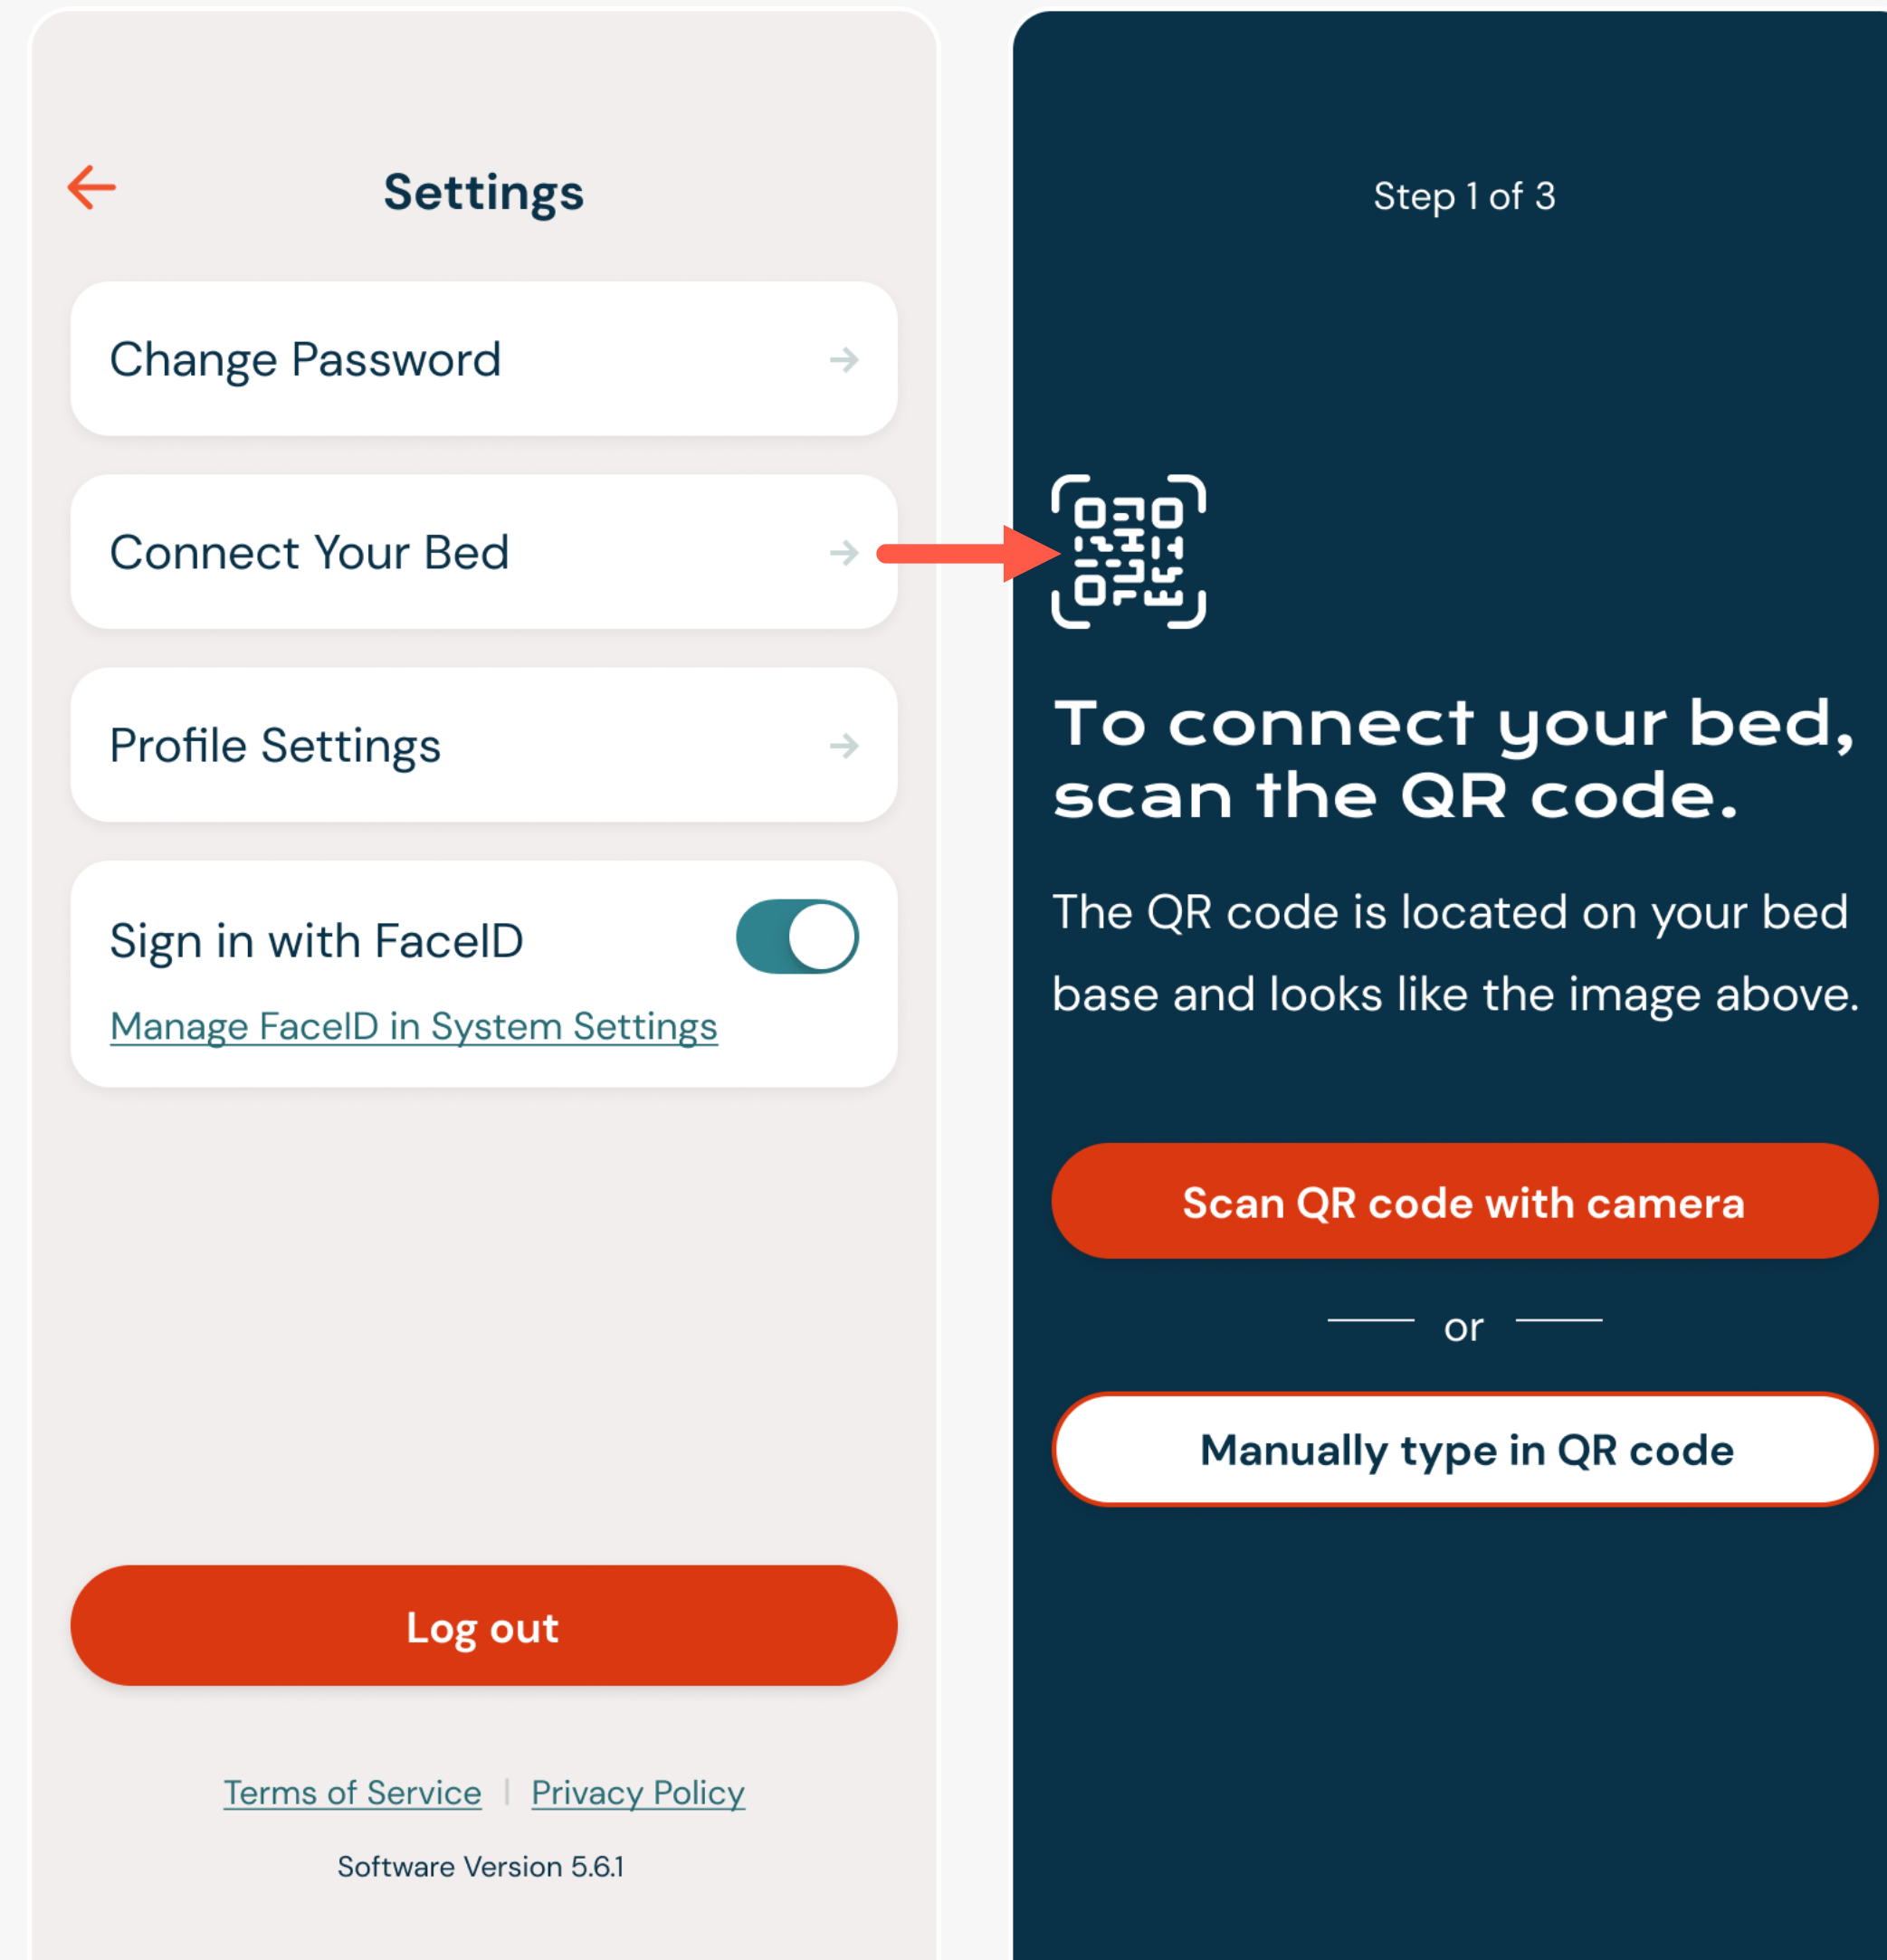 Settings
Change Password
Connect Your Bed
Profile Settings
Sign in with FaceID
Manage FaceID in System Settings
Log out
Terms of Service | Privacy Policy
Software Version 5.6.1
Step 1 of 3
To connect your bed,
scan the QR code.
The QR code is located on your bed
base and looks like the image above.
Scan QR code with camera
or
Manually type in QR code